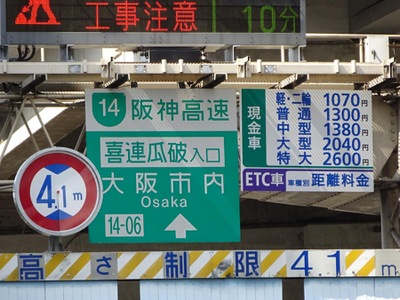 工事注意 10分
14 阪神高速
喜連瓜破入口
大阪市内
Osaka
14-06
現金車
軽・二輪 1070円
普通 1300円
中型 1380円
大型 2040円
特大 2600円
ETC車 車種別 距離料金
4.1m
高さ制限 4.1m